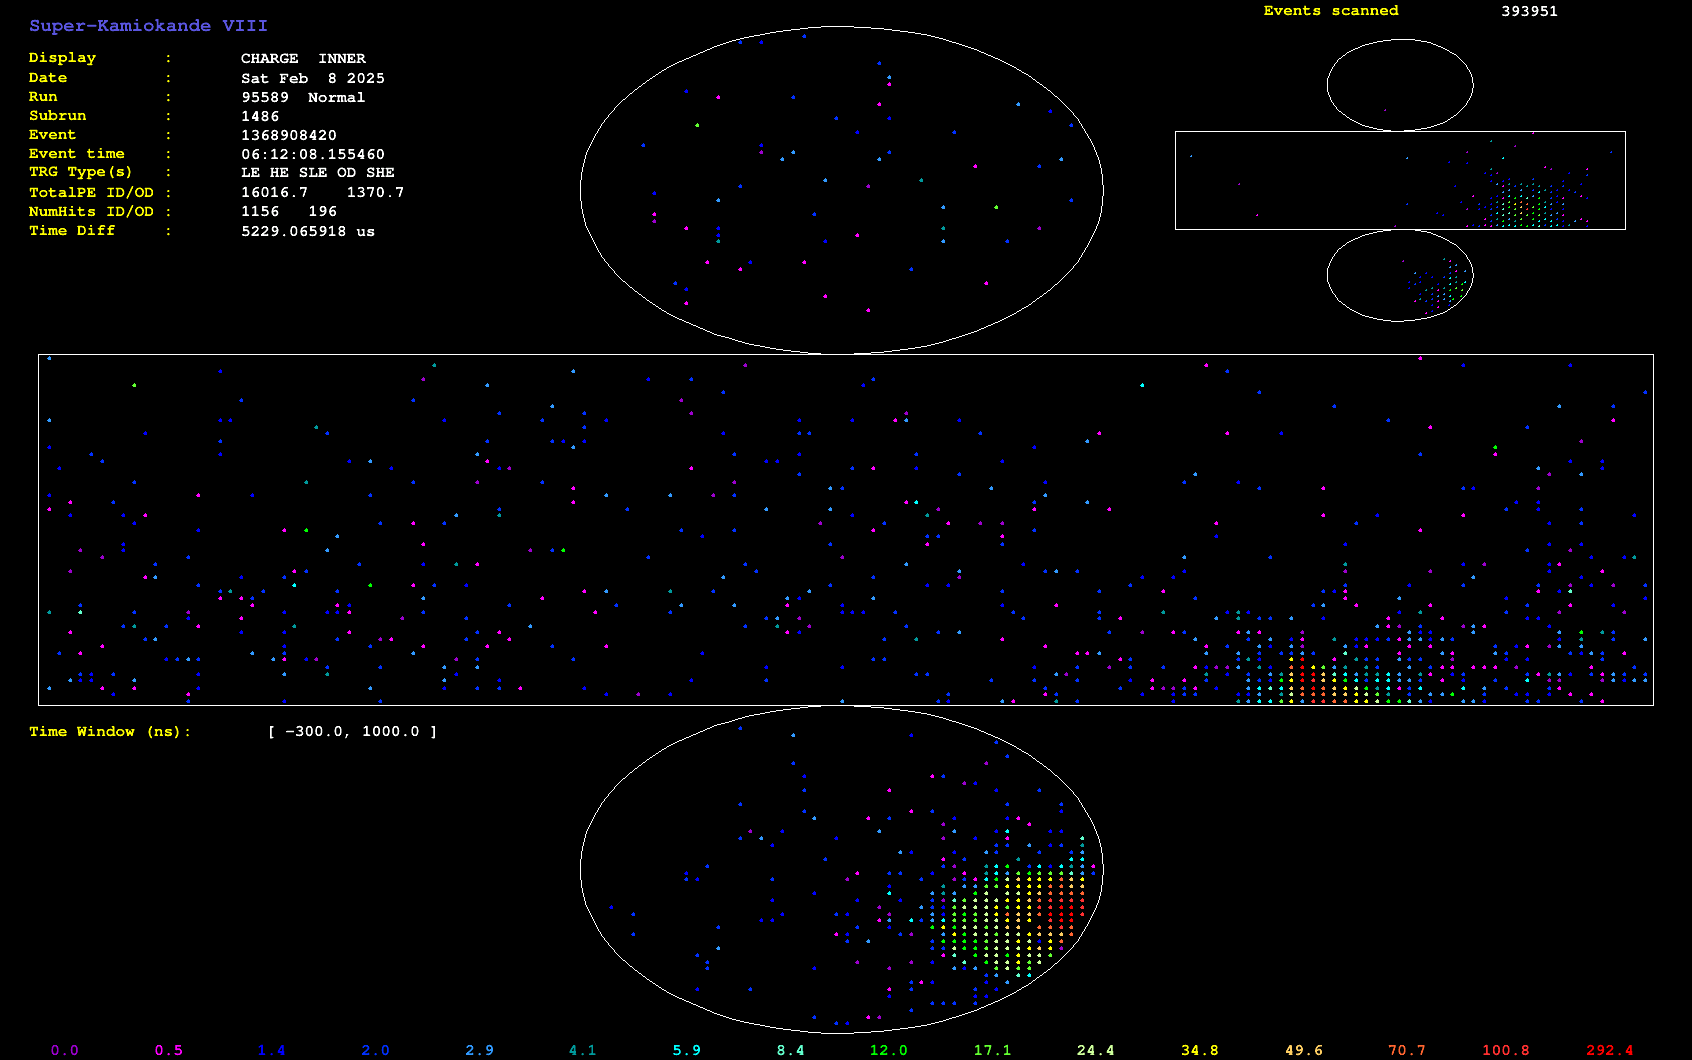 Super-Kamiokande VIII
Events scanned 393951
Display : CHARGE INNER
Date : Sat Feb 8 2025
Run : 95589 Normal
Subrun : 1486
Event : 1368908420
Event time : 06:12:08.155460
TRG Type(s) : LE HE SLE OD SHE
TotalPE ID/OD : 16016.7 1370.7
NumHits ID/OD : 1156 196
Time Diff : 5229.065918 us
Time Window (ns): [ -300.0, 1000.0 ]
0.0 0.5 1.4 2.0 2.9 4.1 5.9 8.4 12.0 17.1 24.4 34.8 49.6 70.7 100.8 292.4